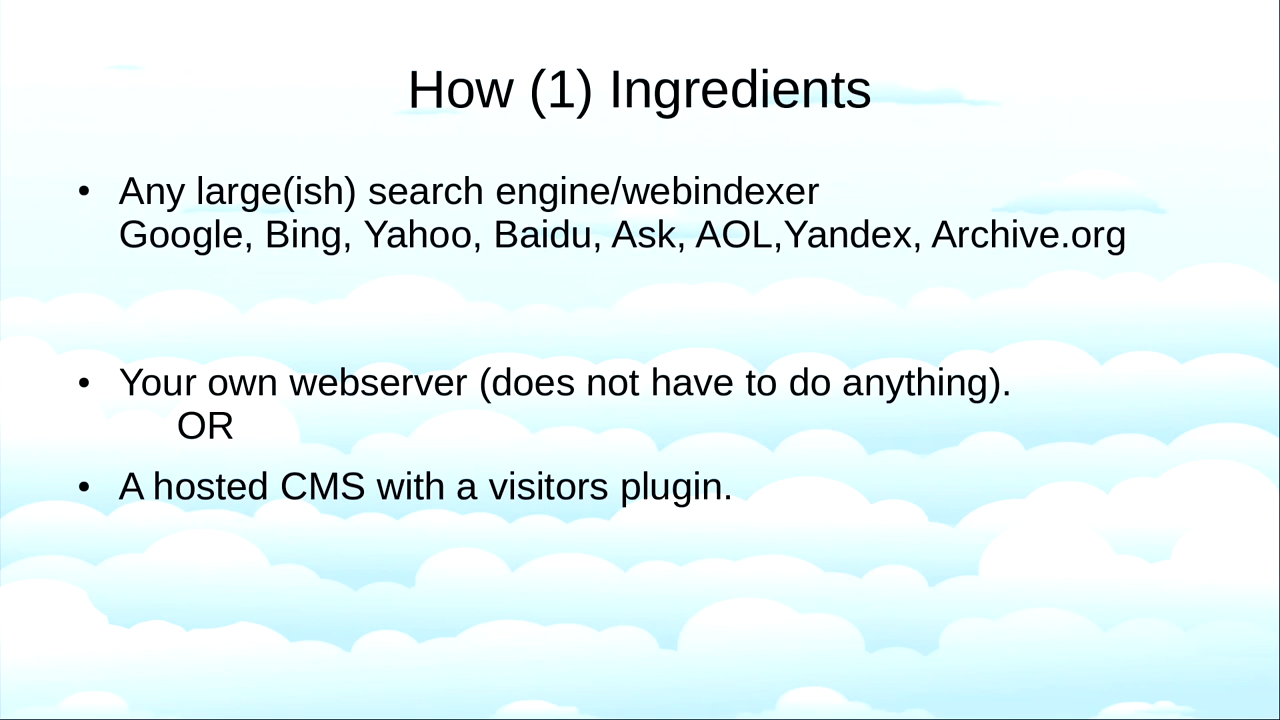 How (1) Ingredients
• Any large(ish) search engine/webindexer
Google, Bing, Yahoo, Baidu, Ask, AOL,Yandex, Archive.org
• Your own webserver (does not have to do anything).
OR
• A hosted CMS with a visitors plugin.